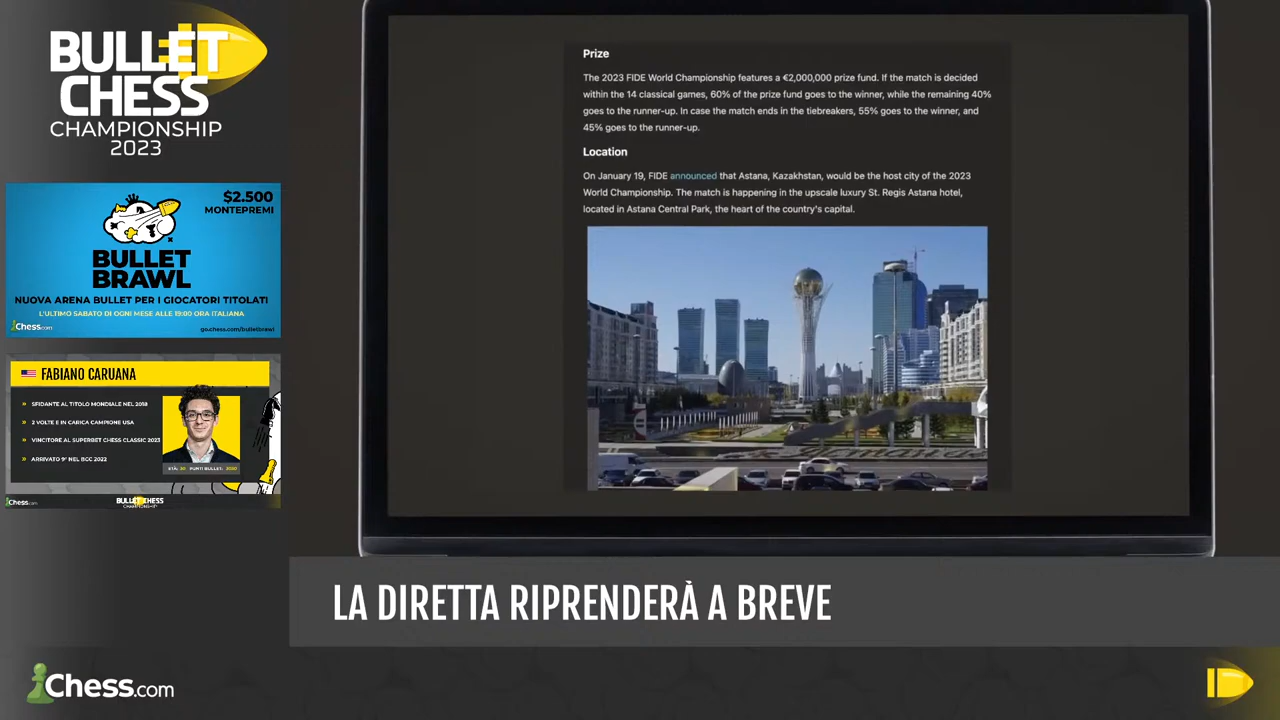 BULLET
CHESS
CHAMPIONSHIP
2023
$2.500
MONTEPREMI
BULLET
BRAWL
NUOVA ARENA BULLET PER I GIOCATORI TITOLATI
L'ULTIMO SABATO DI OGNI MESE ALLE 19:00 ORA ITALIANA
Chess.com
go.chess.com/bulletbrawl
FABIANO CARUANA
» SFIDANTE AL TITOLO MONDIALE NEL 2018
» 2 VOLTE E IN CARICA CAMPIONE USA
» VINCITORE AL SUPERBET CHESS CLASSIC 2023
» ARRIVATO 9° NEL BCC 2022
ETÀ: PUNTI BULLET:
Chess.com
BULLET CHESS
CHAMPIONSHIP
Prize
The 2023 FIDE World Championship features a €2,000,000 prize fund. If the match is decided
within the 14 classical games, 60% of the prize fund goes to the winner, while the remaining 40%
goes to the runner-up. In case the match ends in the tiebreakers, 55% goes to the winner, and
45% goes to the runner-up.
Location
On January 19, FIDE announced that Astana, Kazakhstan, would be the host city of the 2023
World Championship. The match is happening in the upscale luxury St. Regis Astana hotel,
located in Astana Central Park, the heart of the country's capital.
LA DIRETTA RIPRENDERÀ A BREVE
Chess.com